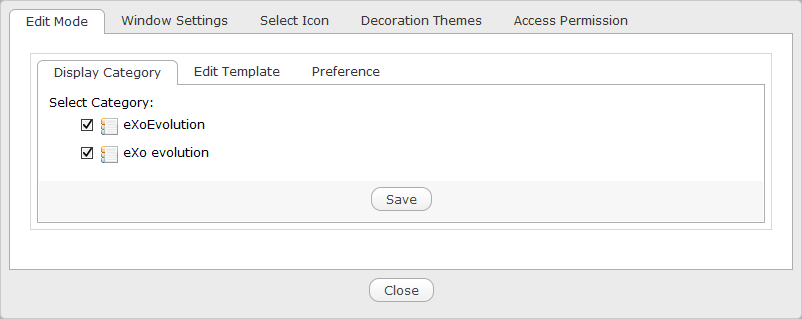 Edit Mode Window Settings Select Icon Decoration Themes Access Permission
Display Category Edit Template Preference
Select Category:
eXoEvolution
eXo evolution
Save
Close